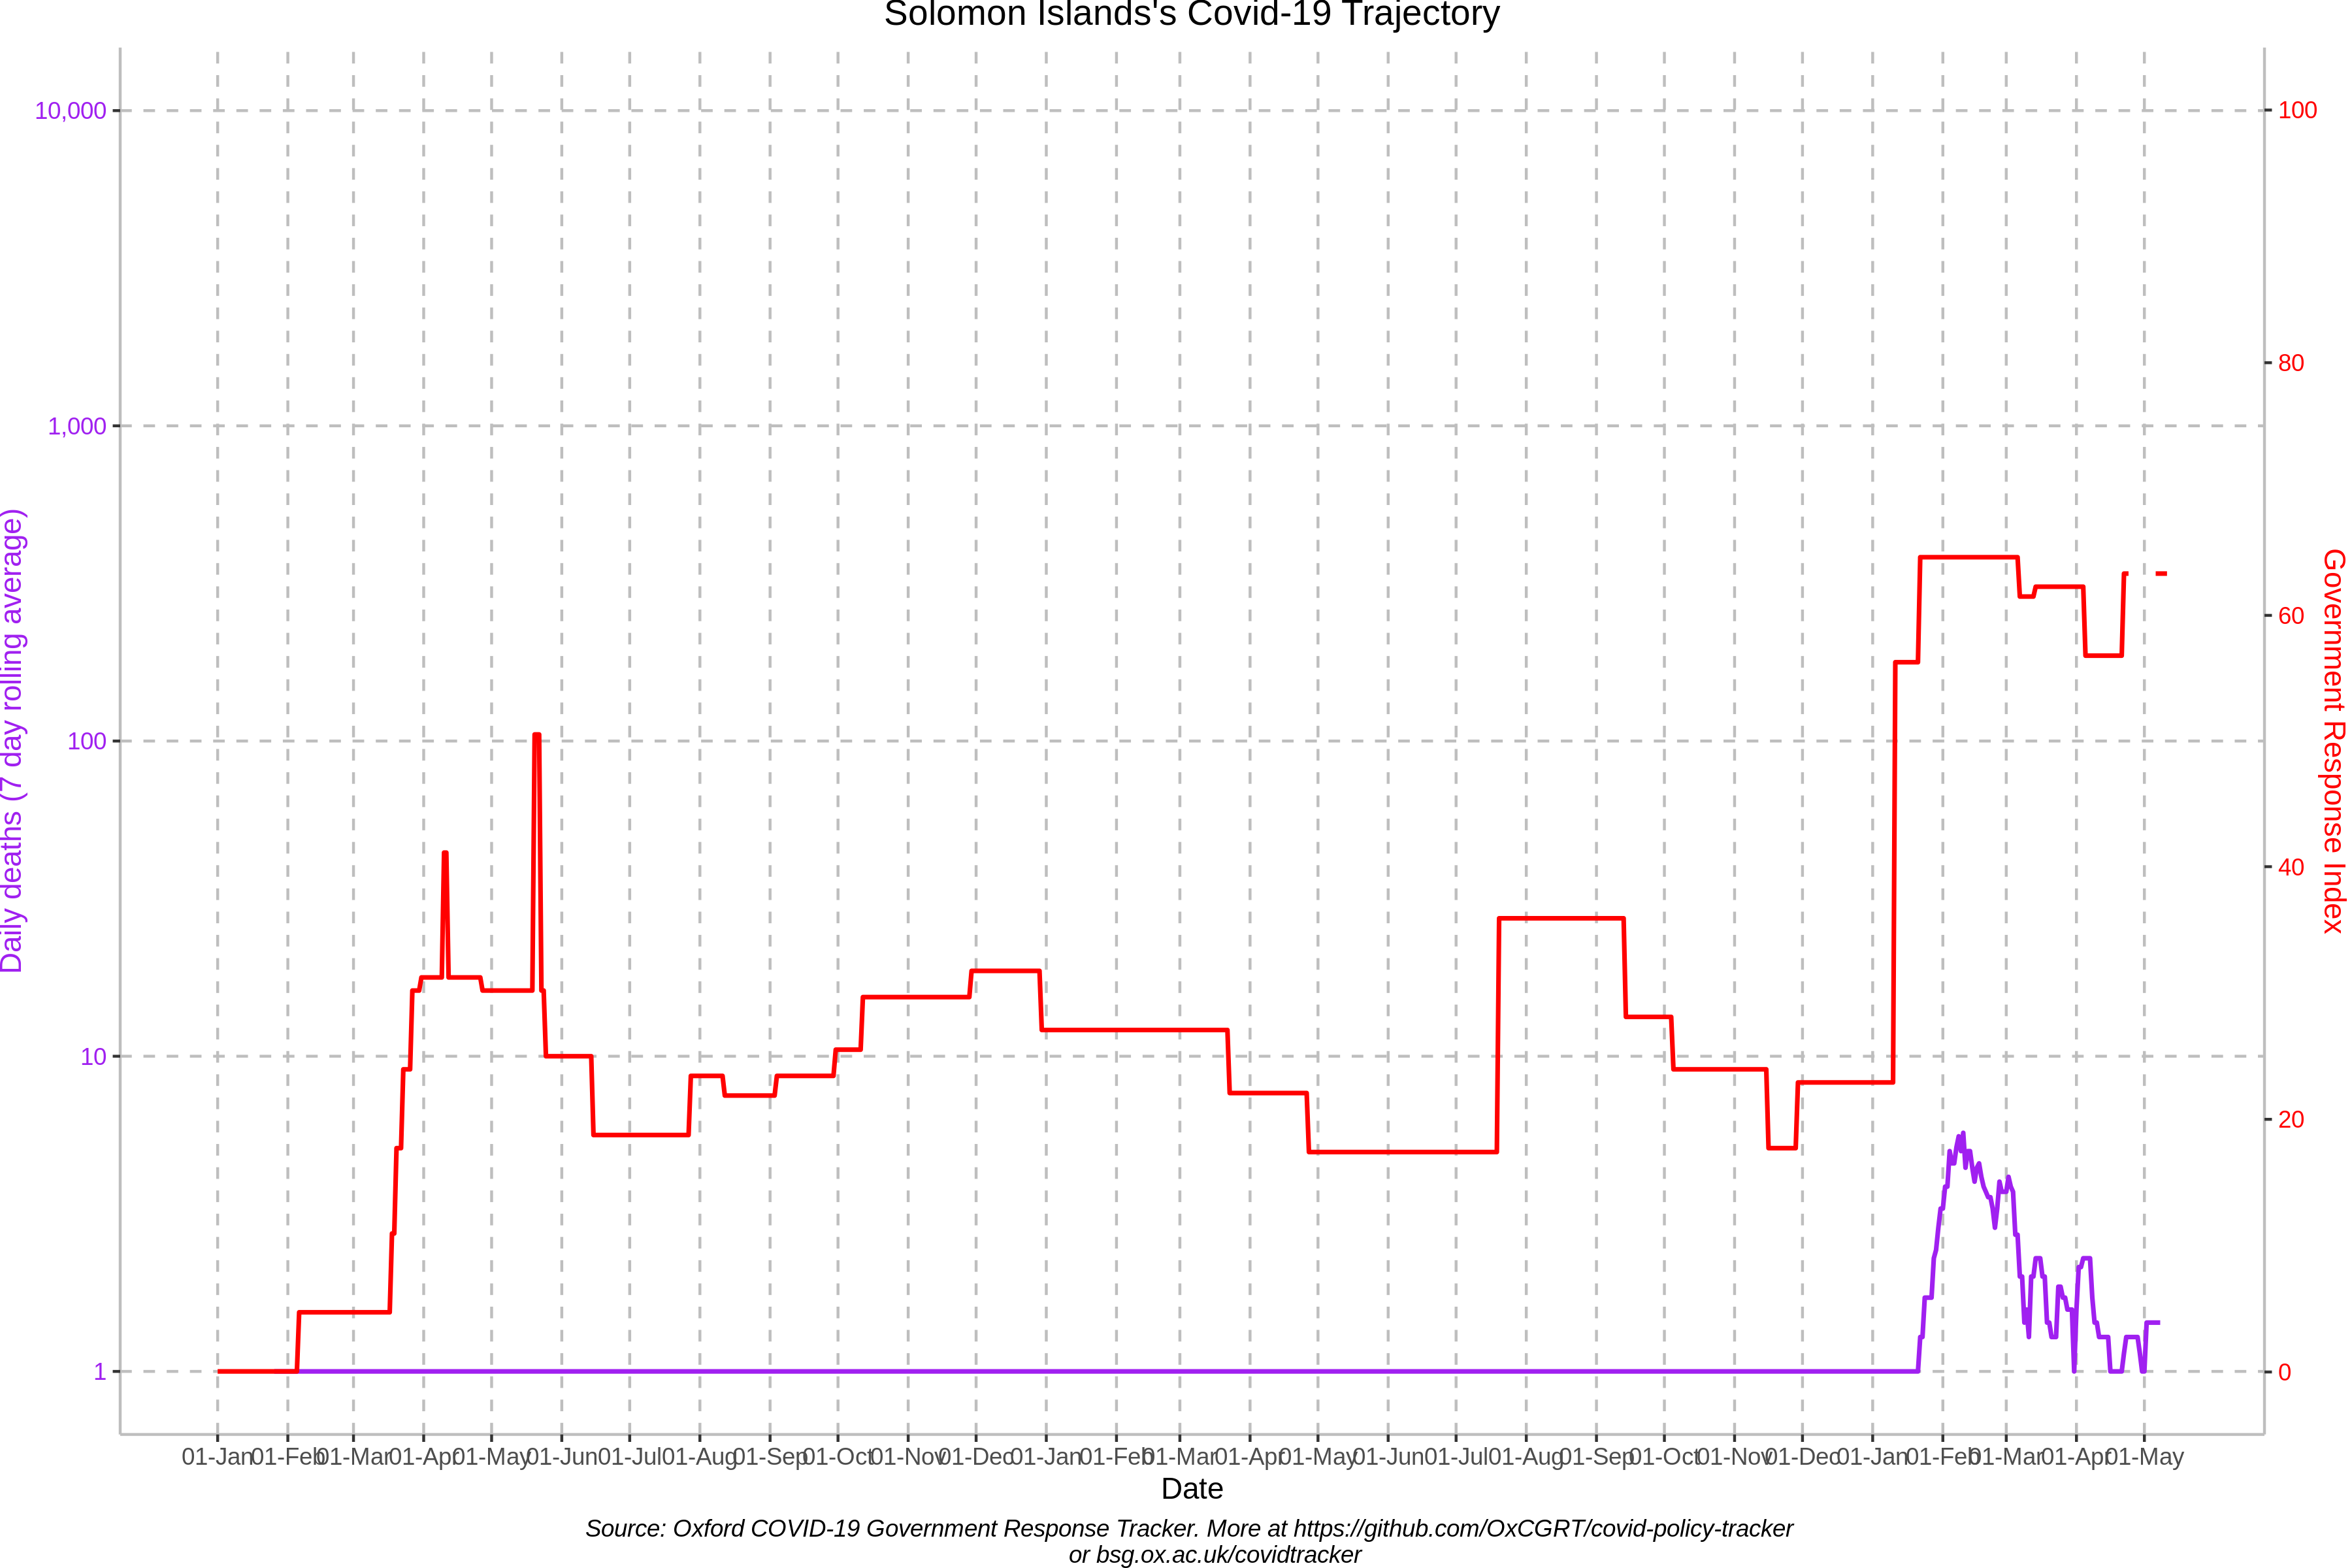 Solomon Islands's Covid-19 Trajectory
10,000
1,000
100
10
1
Daily deaths (7 day rolling average)
100
80
60
40
20
0
Government Response Index
01-Jan 01-Feb 01-Mar 01-Apr 01-May 01-Jun 01-Jul 01-Aug 01-Sep 01-Oct 01-Nov 01-Dec 01-Jan 01-Feb 01-Mar 01-Apr 01-May 01-Jun 01-Jul 01-Aug 01-Sep 01-Oct 01-Nov 01-Dec 01-Jan 01-Feb 01-Mar 01-Apr 01-May
Date
Source: Oxford COVID-19 Government Response Tracker. More at https://github.com/OxCGRT/covid-policy-tracker
or bsg.ox.ac.uk/covidtracker